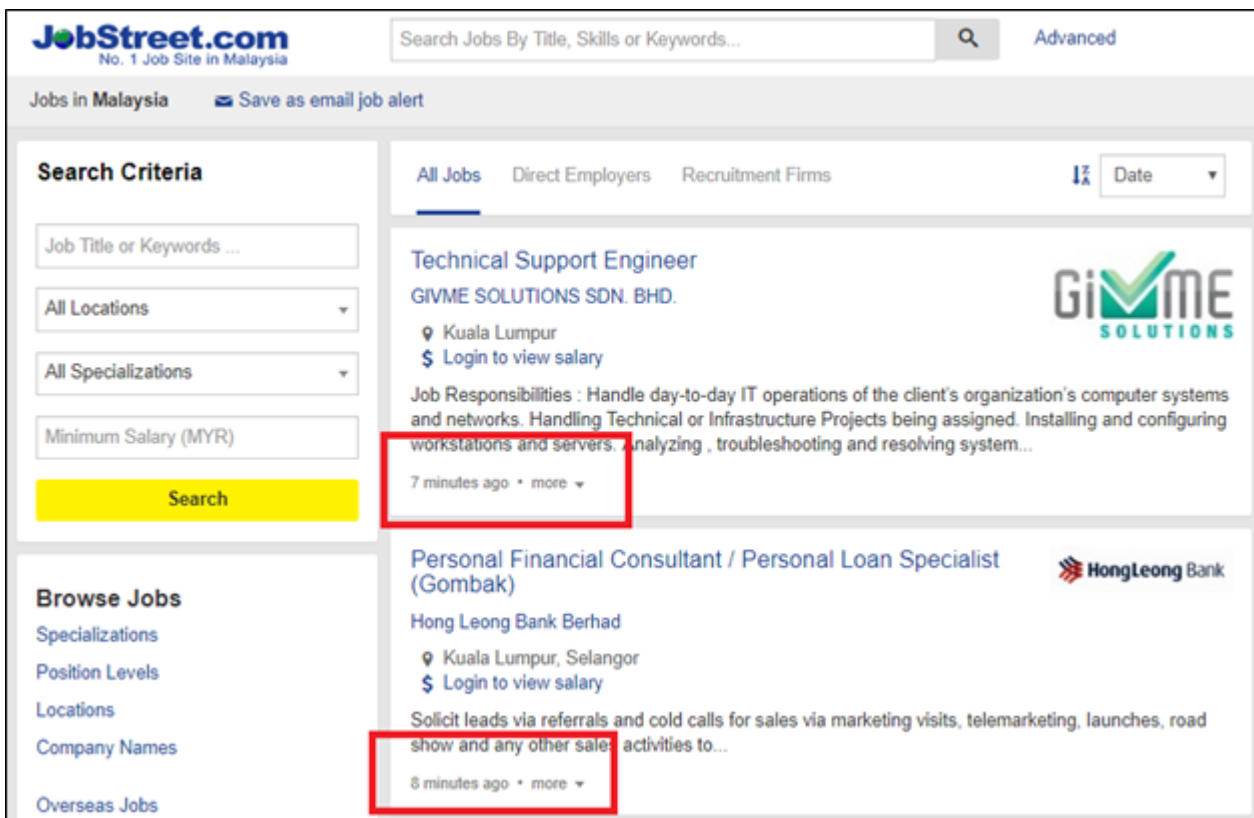 JobStreet.com
No. 1 Job Site in Malaysia
Search Jobs By Title, Skills or Keywords...
Advanced
Jobs in Malaysia
Save as email job alert
Search Criteria
Job Title or Keywords ...
All Locations
All Specializations
Minimum Salary (MYR)
Search
Browse Jobs
Specializations
Position Levels
Locations
Company Names
Overseas Jobs
All Jobs Direct Employers Recruitment Firms
Date
Technical Support Engineer
GIVME SOLUTIONS SDN. BHD.
GiVME
SOLUTIONS
Kuala Lumpur
$ Login to view salary
Job Responsibilities : Handle day-to-day IT operations of the client's organization's computer systems
and networks. Handling Technical or Infrastructure Projects being assigned. Installing and configuring
workstations and servers. Analyzing , troubleshooting and resolving system...
7 minutes ago • more
Personal Financial Consultant / Personal Loan Specialist
(Gombak)
HongLeong Bank
Hong Leong Bank Berhad
Kuala Lumpur, Selangor
$ Login to view salary
Solicit leads via referrals and cold calls for sales via marketing visits, telemarketing, launches, road
show and any other sales activities to...
8 minutes ago • more